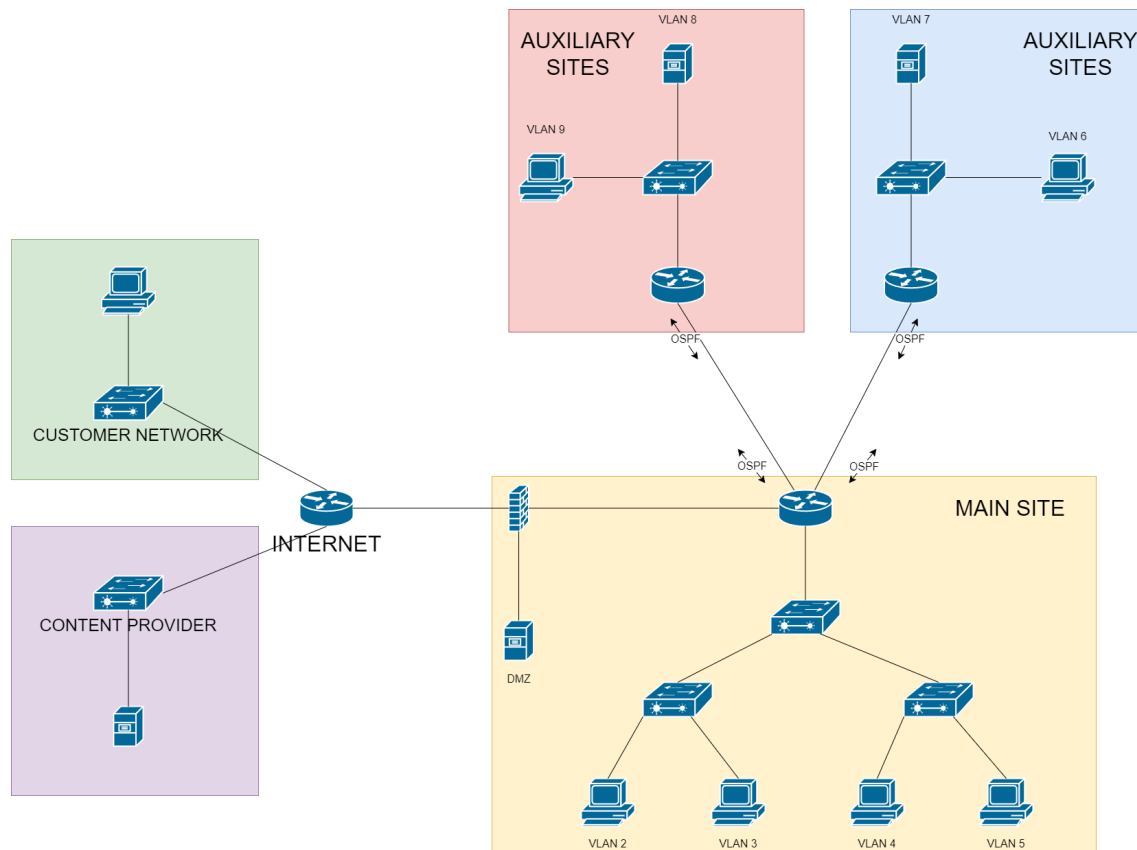 VLAN 8
AUXILIARY
SITES
VLAN 9
OSPF
VLAN 7
AUXILIARY
SITES
VLAN 6
OSPF
CUSTOMER NETWORK
INTERNET
CONTENT PROVIDER
OSPF
OSPF
MAIN SITE
DMZ
VLAN 2
VLAN 3
VLAN 4
VLAN 5